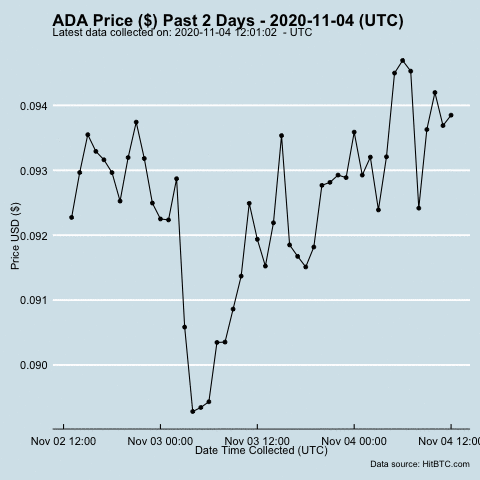 ADA Price ($) Past 2 Days - 2020-11-04 (UTC)
Latest data collected on: 2020-11-04 12:01:02 - UTC
Price USD ($)
0.094
0.093
0.092
0.091
0.090
Nov 02 12:00 Nov 03 00:00 Nov 03 12:00 Nov 04 00:00 Nov 04 12:00
Date Time Collected (UTC)
Data source: HitBTC.com